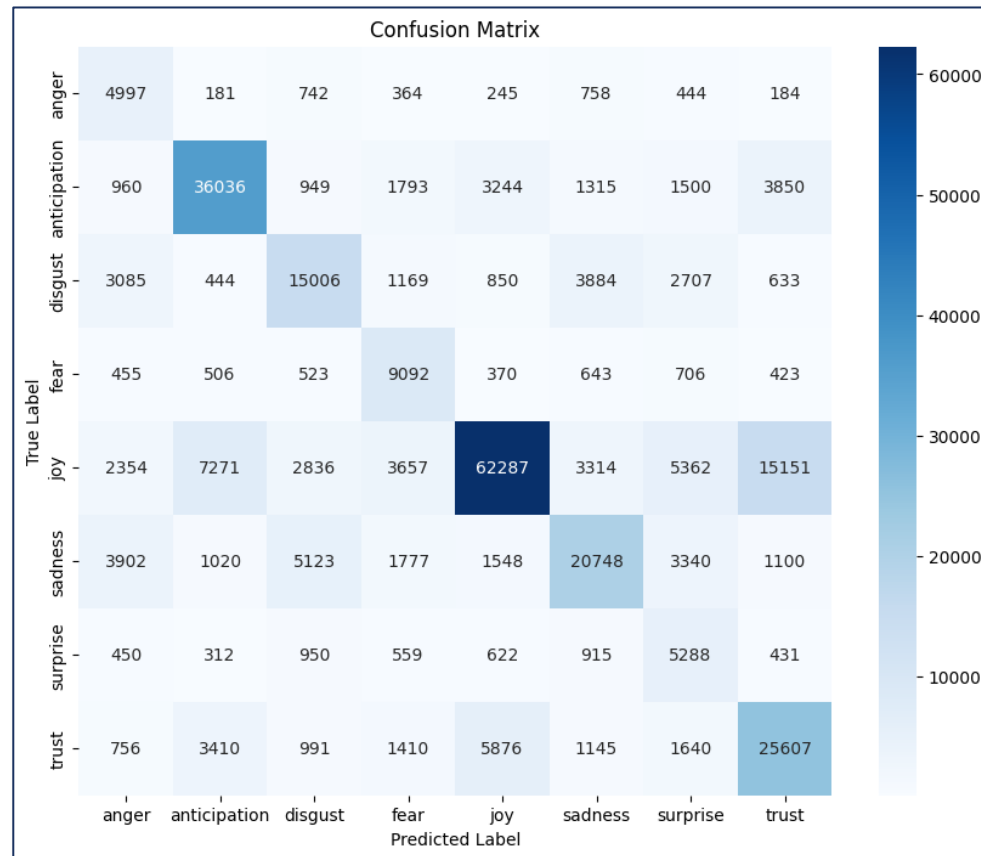 Confusion Matrix
anger 4997 181 742 364 245 758 444 184
anticipation 960 36036 949 1793 3244 1315 1500 3850
disgust 3085 444 15006 1169 850 3884 2707 633
fear 455 506 523 9092 370 643 706 423
joy 2354 7271 2836 3657 62287 3314 5362 15151
sadness 3902 1020 5123 1777 1548 20748 3340 1100
surprise 450 312 950 559 622 915 5288 431
trust 756 3410 991 1410 5876 1145 1640 25607
anger anticipation disgust fear joy sadness surprise trust
Predicted Label
True Label
60000
50000
40000
30000
20000
10000